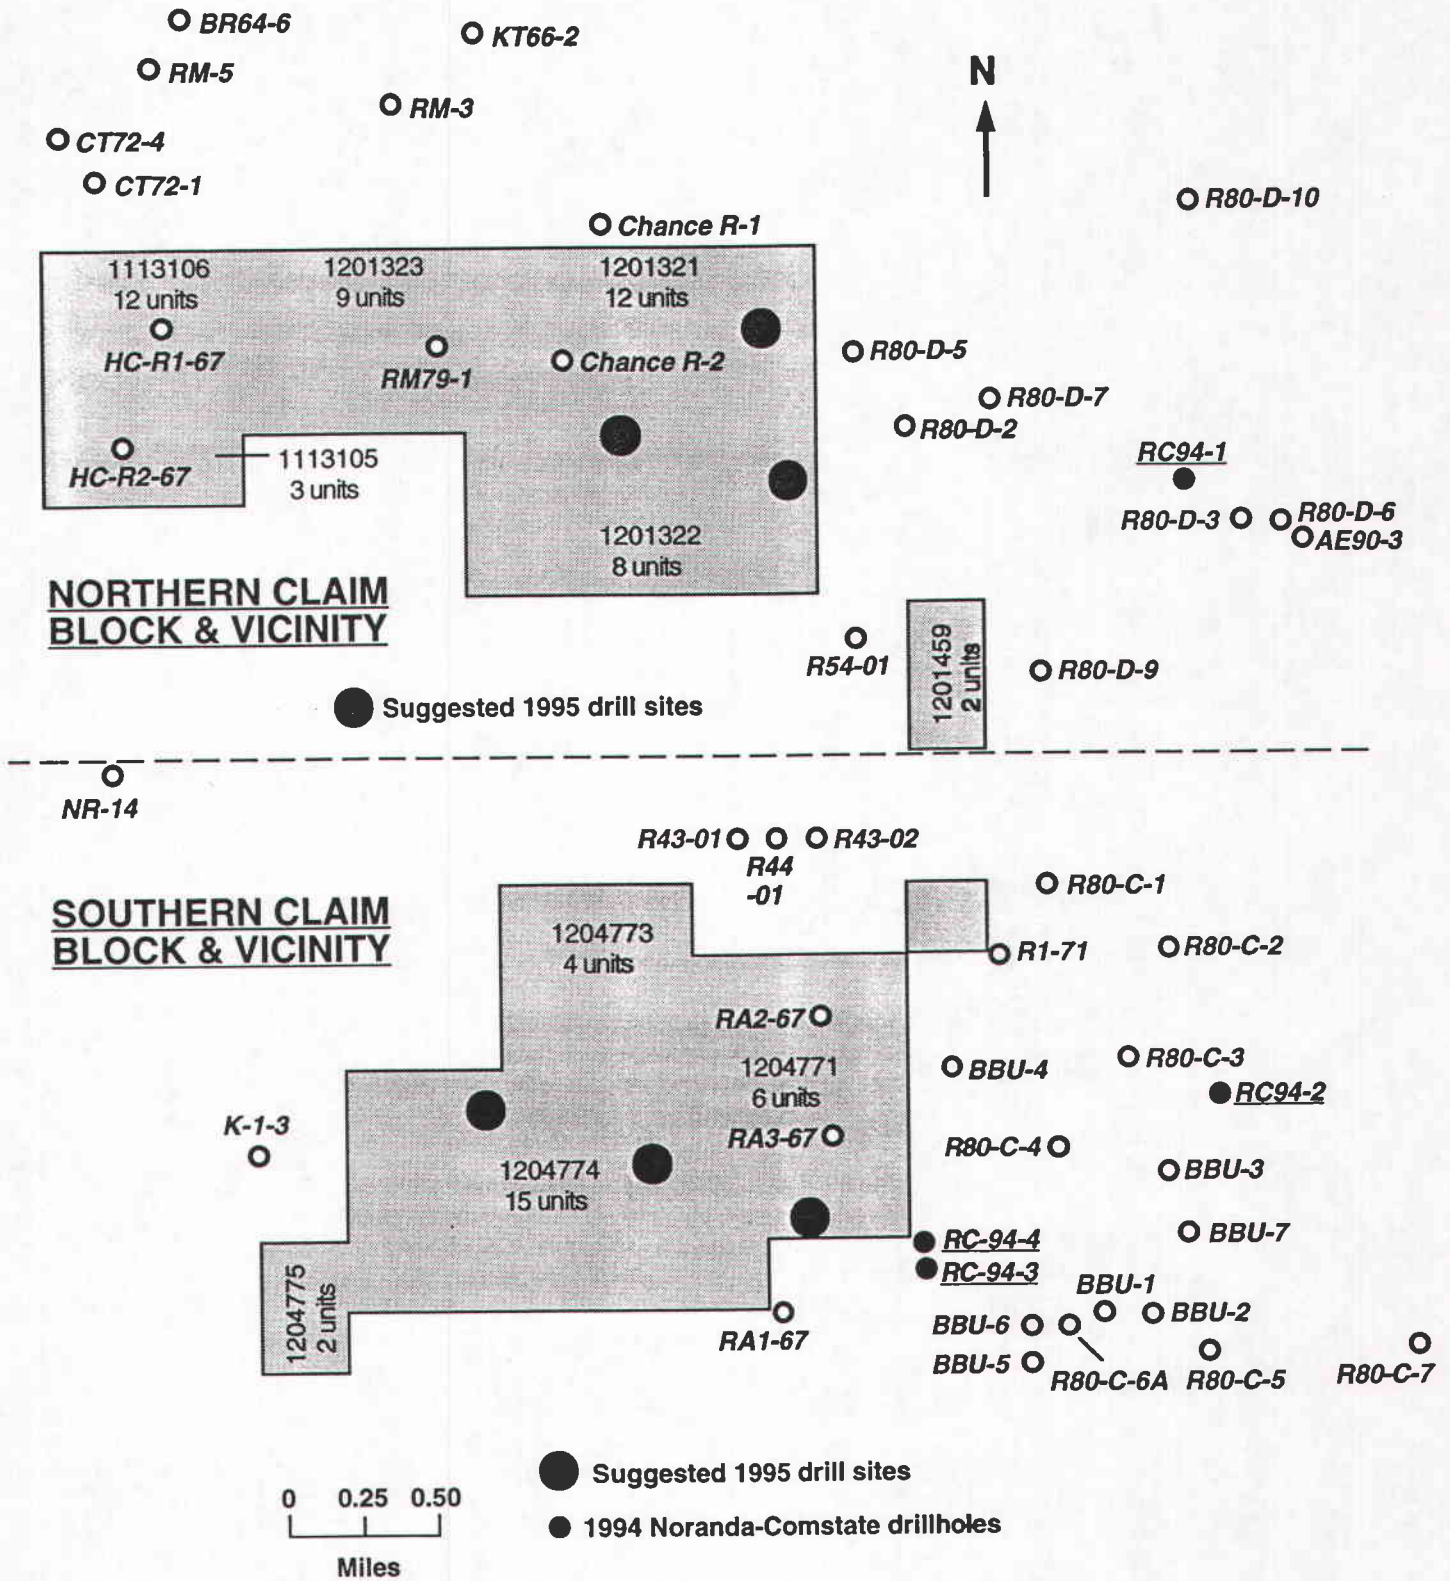 BR64-6
KT66-2
RM-5
N
RM-3
CT72-4
CT72-1
R80-D-10
Chance R-1
1113106
12 units
1201323
9 units
1201321
12 units
HC-R1-67
RM79-1
Chance R-2
R80-D-5
R80-D-7
R80-D-2
HC-R2-67
1113105
3 units
RC94-1
R80-D-3
R80-D-6
AE90-3
1201322
8 units
NORTHERN CLAIM
BLOCK & VICINITY
R54-01
1201459
2 units
R80-D-9
Suggested 1995 drill sites
NR-14
R43-01
R44
-01
R43-02
R80-C-1
SOUTHERN CLAIM
BLOCK & VICINITY
1204773
4 units
R1-71
R80-C-2
RA2-67
1204771
6 units
BBU-4
R80-C-3
RC94-2
K-1-3
RA3-67
R80-C-4
BBU-3
1204774
15 units
BBU-7
RC-94-4
RC-94-3
1204775
2 units
BBU-1
RA1-67
BBU-6
BBU-2
BBU-5
R80-C-6A
R80-C-5
R80-C-7
Suggested 1995 drill sites
0 0.25 0.50
Miles
1994 Noranda-Comstate drillholes